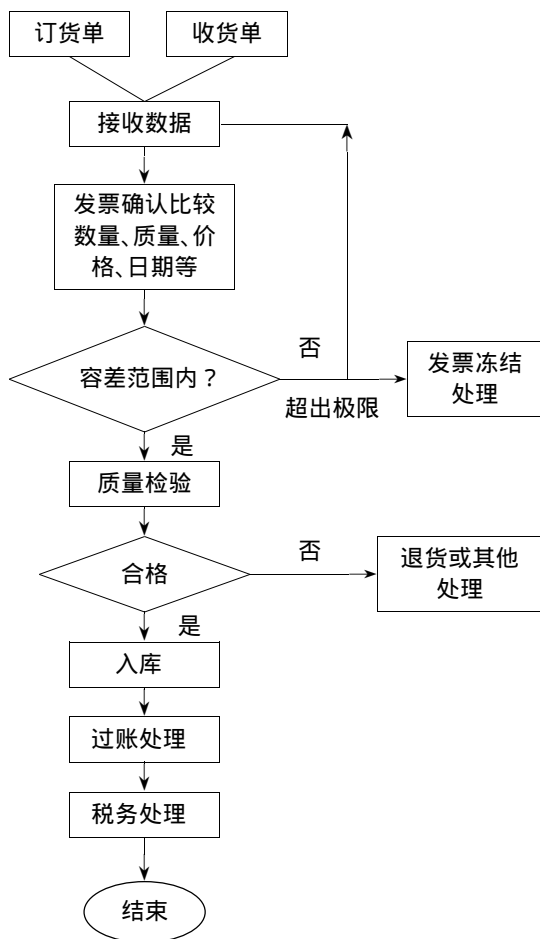 订货单
收货单
接收数据
发票确认比较
数量、质量、价
格、日期等
否
容差范围内？
发票冻结
处理
超出极限
是
质量检验
否
合格
退货或其他
处理
是
入库
过账处理
税务处理
结束